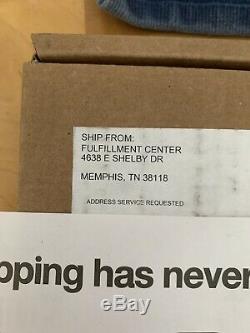 SHIP FROM:
FULFILLMENT CENTER
4638 E SHELBY DR
MEMPHIS, TN 38118
ADDRESS SERVICE REQUESTED
pping has never